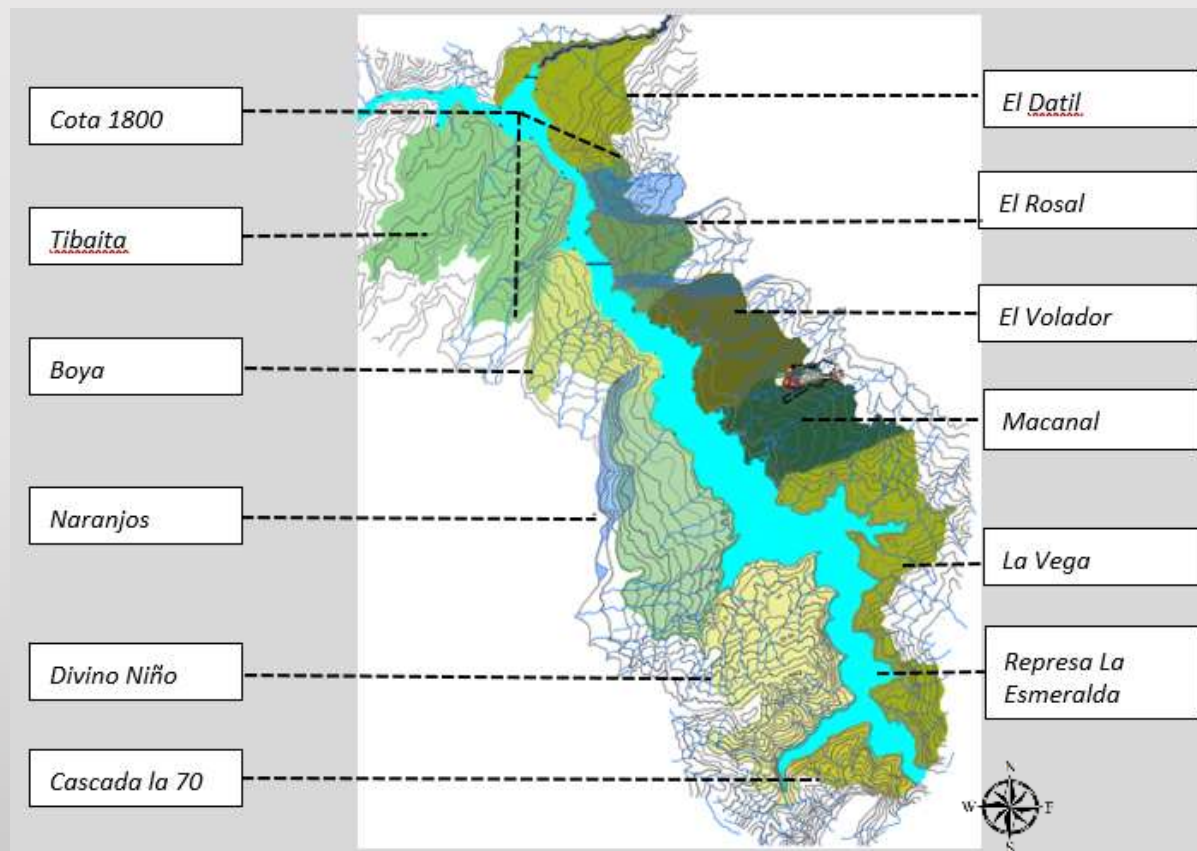 Cota 1800
Tibaita
Boya
Naranjos
Divino Niño
Cascada la 70
El Datil
El Rosal
El Volador
Macanal
La Vega
Represa La
Esmeralda
N
W E
S